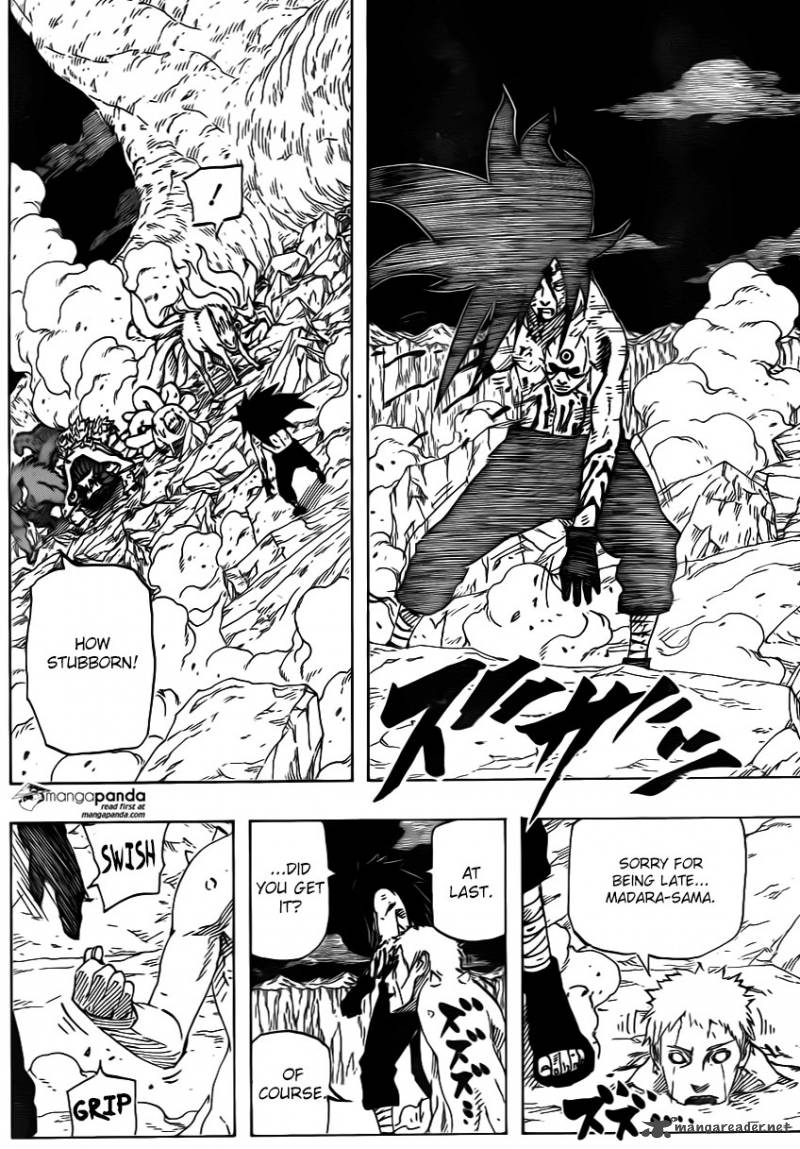 ズザッ
!
HOW
STUBBORN!
mangapanda
read first at
mangapanda.com
SORRY FOR
BEING LATE...
MADARA-SAMA.
ズズ...
AT
LAST.
...DID
YOU GET
IT?
ズズズ
OF
COURSE.
SWISH
GRIP
mangareader.net